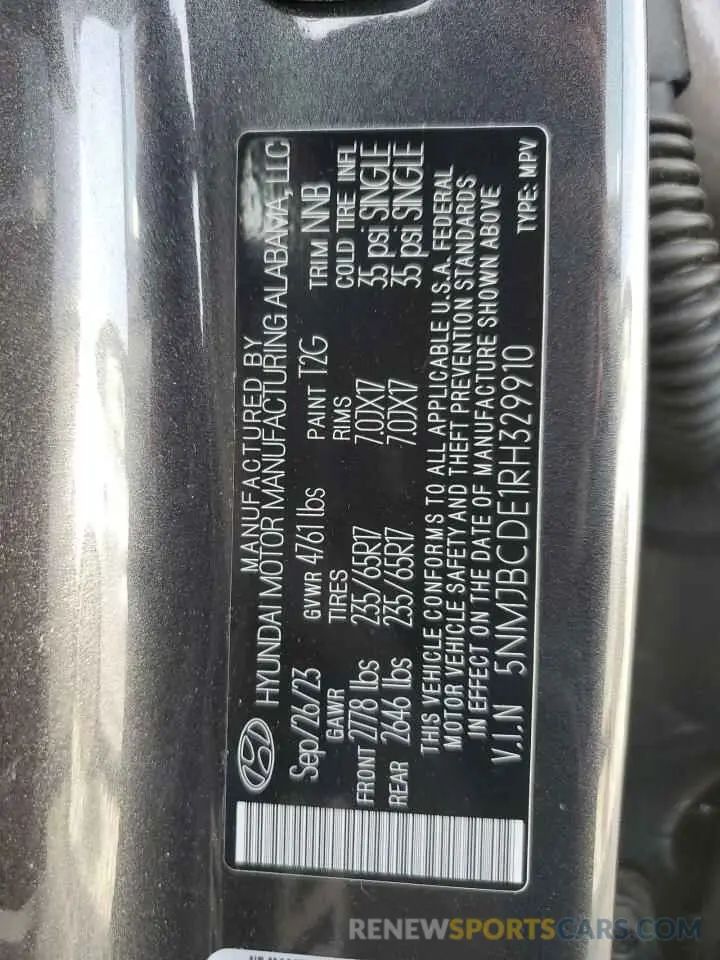 MANUFACTURED BY
HYUNDAI MOTOR MANUFACTURING ALABAMA, LLC
Sep/26/23 GVWR 4761 lbs PAINT T2G TRIM NNB
GAWR TIRES RIMS COLD TIRE INFL
FRONT 2778 lbs 235/65R17 7.0JX17 35 psi SINGLE
REAR 2646 lbs 235/65R17 7.0JX17 35 psi SINGLE
THIS VEHICLE CONFORMS TO ALL APPLICABLE U.S.A. FEDERAL
MOTOR VEHICLE SAFETY AND THEFT PREVENTION STANDARDS
IN EFFECT ON THE DATE OF MANUFACTURE SHOWN ABOVE
V.I.N 5NMJBCDE1RH329910 TYPE: MPV
RENEWSPORTSCARS.COM